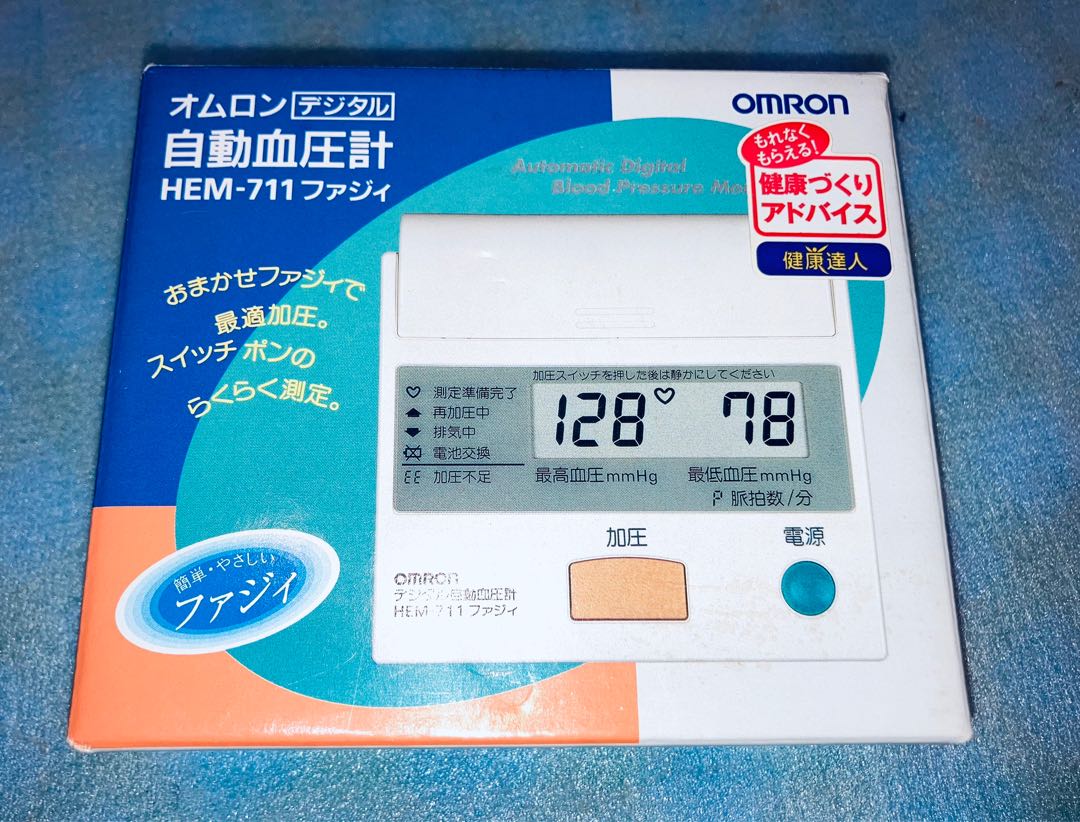 オムロン デジタル
自動血圧計
HEM-711 ファジィ
OMRON
もれなく
もらえる!
健康づくり
アドバイス
健康達人
Automatic Digital
Blood Pressure
おまかせファジィで
最適加圧。
スイッチ ポンの
らくらく測定。
加圧スイッチを押した後は静かにしてください
測定準備完了
再加圧中
排気中
電池交換
EE 加圧不足
128 78
最高血圧mmHg 最低血圧mmHg
P 脈拍数/分
加圧 電源
簡単・やさしい
ファジィ
OMRON
デジタル自動血圧計
HEM-711 ファジィ